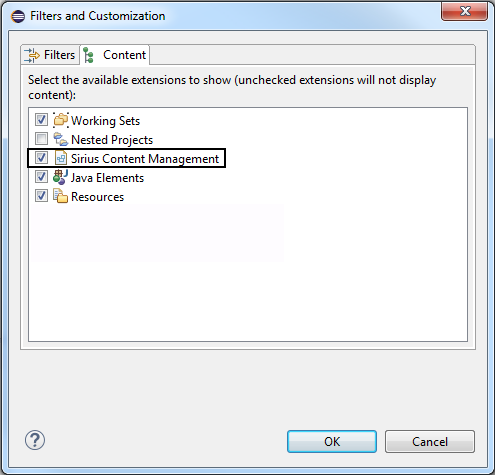 Filters and Customization
Filters
Content
Select the available extensions to show (unchecked extensions will not display
content):
Working Sets
Nested Projects
Sirius Content Management
Java Elements
Resources
?
OK
Cancel